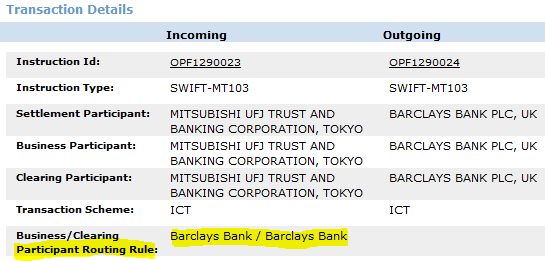 Transaction Details
Incoming Outgoing
Instruction Id: OPF1290023 OPF1290024
Instruction Type: SWIFT-MT103 SWIFT-MT103
Settlement Participant: MITSUBISHI UFJ TRUST AND BARCLAYS BANK PLC, UK
BANKING CORPORATION, TOKYO
Business Participant: MITSUBISHI UFJ TRUST AND BARCLAYS BANK PLC, UK
BANKING CORPORATION, TOKYO
Clearing Participant: MITSUBISHI UFJ TRUST AND BARCLAYS BANK PLC, UK
BANKING CORPORATION, TOKYO
Transaction Scheme: ICT ICT
Business/Clearing Barclays Bank / Barclays Bank
Participant Routing Rule: